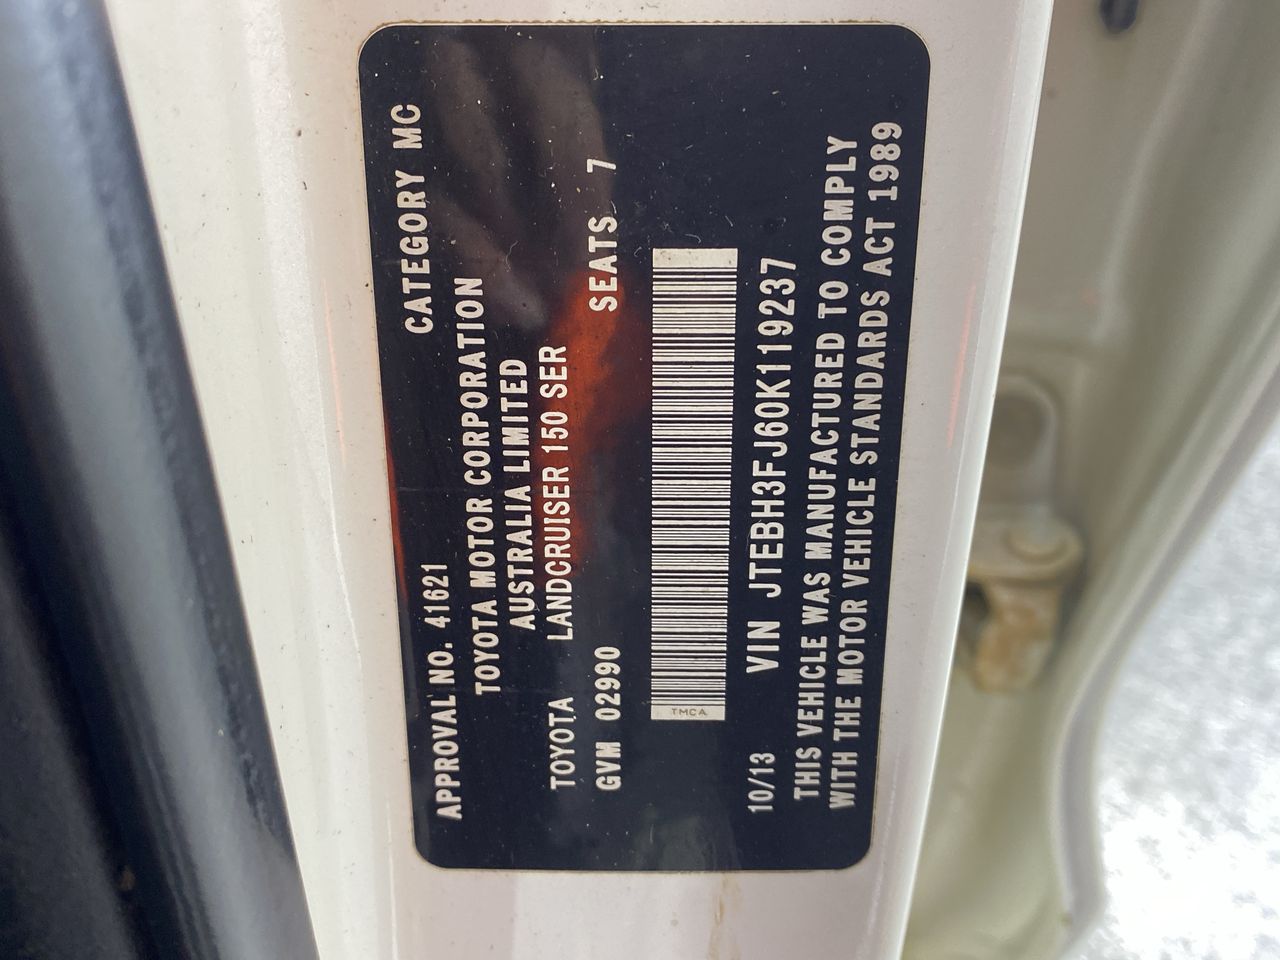 APPROVAL NO. 41621 CATEGORY MC
TOYOTA MOTOR CORPORATION
AUSTRALIA LIMITED
TOYOTA LANDCRUISER 150 SER
GVM 02990 SEATS 7
TMCA
10/13 VIN JTEBH3FJ60K119237
THIS VEHICLE WAS MANUFACTURED TO COMPLY
WITH THE MOTOR VEHICLE STANDARDS ACT 1989